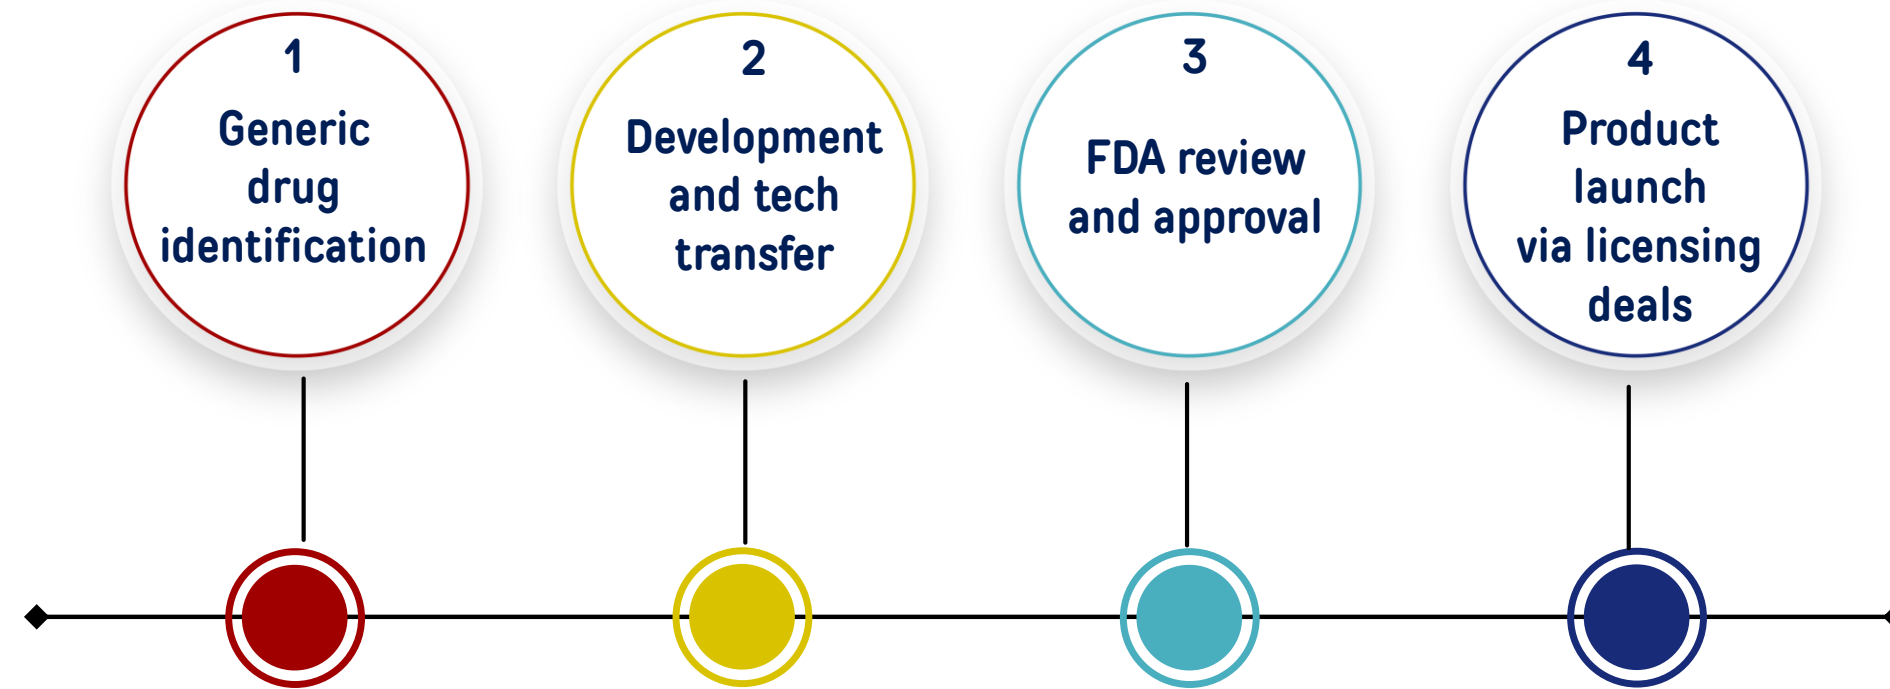 1
Generic
drug
identification
2
Development
and tech
transfer
3
FDA review
and approval
4
Product
launch
via licensing
deals